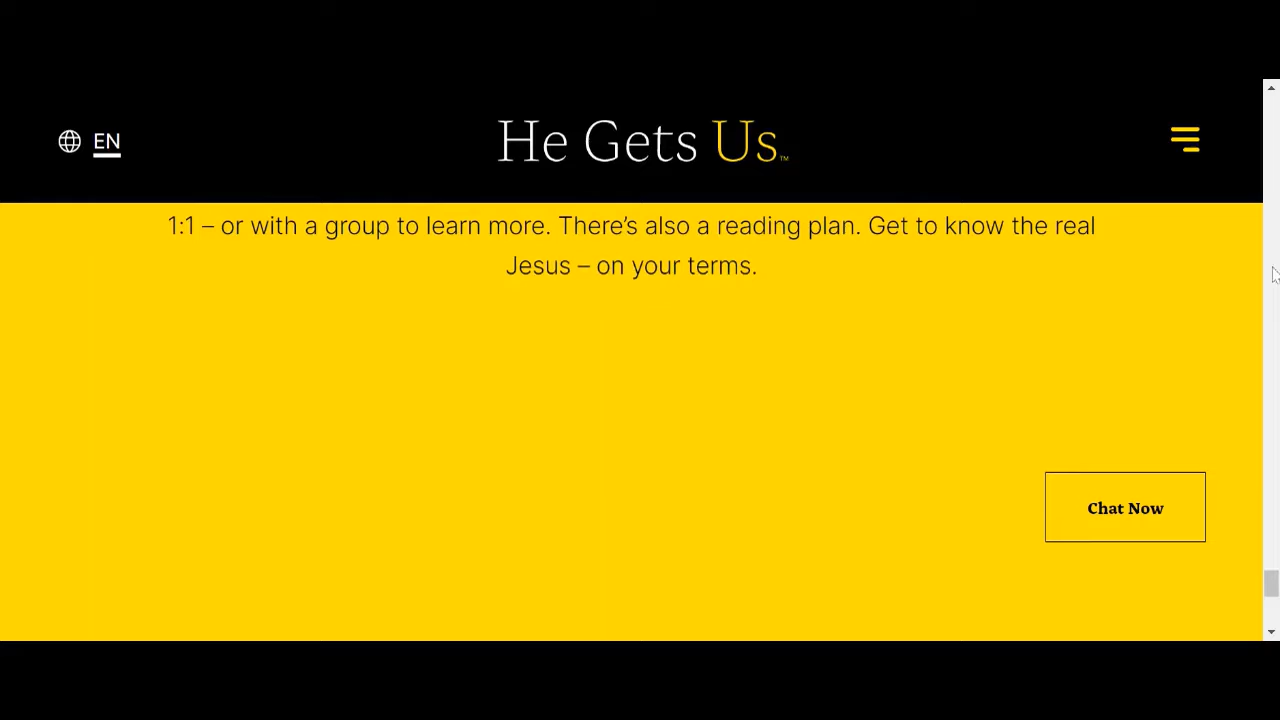 EN
He Gets Us™
1:1 – or with a group to learn more. There’s also a reading plan. Get to know the real
Jesus – on your terms.
Chat Now